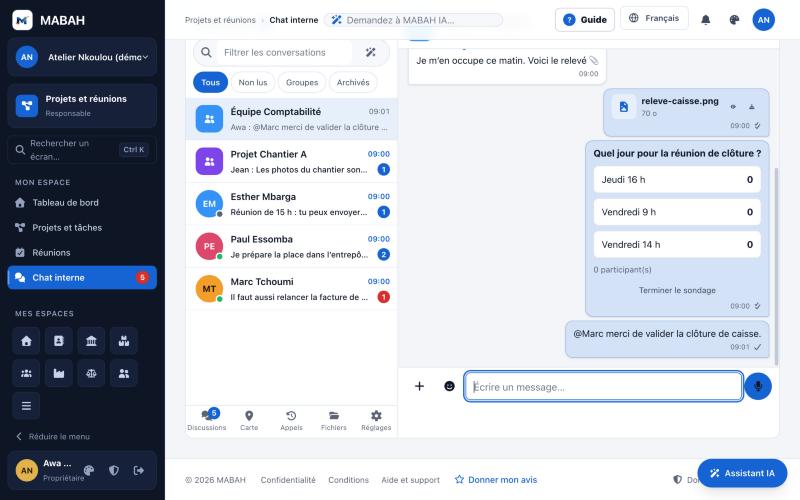 MABAH
AN
Atelier Nkoulou (démc
Projets et réunions
Responsable
Rechercher un
écran...
Ctrl K
MON ESPACE
Tableau de bord
Projets et tâches
Réunions
Chat interne
5
MES ESPACES
Réduire le menu
AN
Awa ...
Propriétaire
Projets et réunions
Chat interne
Demandez à MABAH IA...
? Guide
Français
AN
Filtrer les conversations
Tous
Non lus
Groupes
Archivés
Équipe Comptabilité
09:01
Awa : @Marc merci de valider la clôture ...
Projet Chantier A
09:00
Jean : Les photos du chantier son...
1
EM
Esther Mbarga
09:00
Réunion de 15 h : tu peux envoyer...
1
PE
Paul Essomba
09:00
Je prépare la place dans l'entrepô...
2
MT
Marc Tchoumi
09:00
Il faut aussi relancer la facture de ...
1
5
Discussions
Carte
Appels
Fichiers
Réglages
Je m'en occupe ce matin. Voici le relevé
09:00
releve-caisse.png
70 o
09:00
Quel jour pour la réunion de clôture ?
Jeudi 16 h
0
Vendredi 9 h
0
Vendredi 14 h
0
0 participant(s)
Terminer le sondage
09:00
@Marc merci de valider la clôture de caisse.
09:01
Écrire un message...
© 2026 MABAH
Confidentialité
Conditions
Aide et support
Donner mon avis
Assistant IA